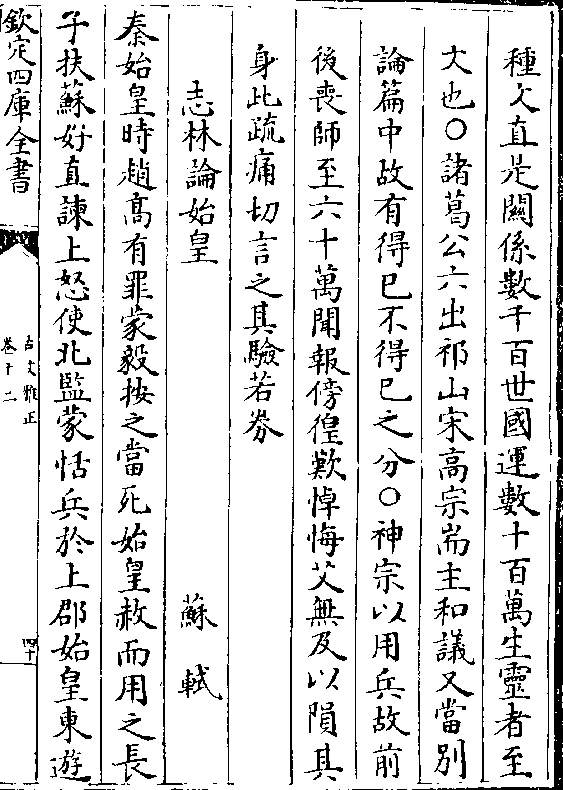 種文直是關係數千百世國運數十百萬生靈者至
大也○諸葛公六出祁山宋高宗耑主和議又當別
論篇中故有得已不得已之分○神宗以用兵故前
後喪師至六十萬聞報傍徨歎悼悔艾無及以隕其
身此疏痛切言之其驗若券
志林論始皇 蘇軾
秦始皇時趙高有罪蒙毅按之當死始皇赦而用之長
子扶蘇好直諫上怒使北監蒙恬兵於上郡始皇東遊
欽定四庫全書
古文雅正
卷十二
四十